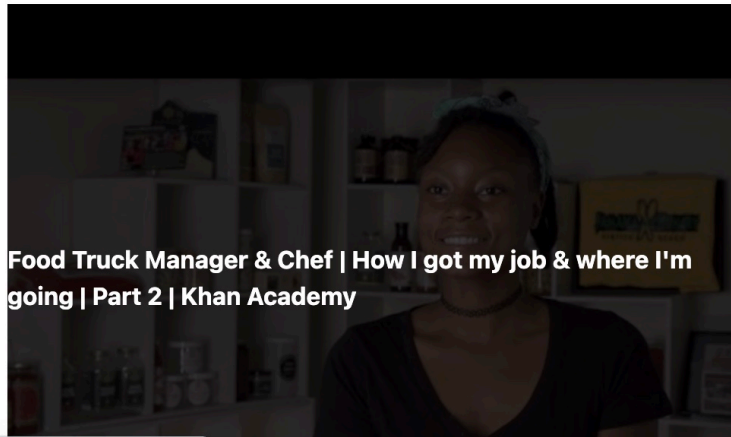 Food Truck Manager & Chef | How I got my job & where I'm
going | Part 2 | Khan Academy